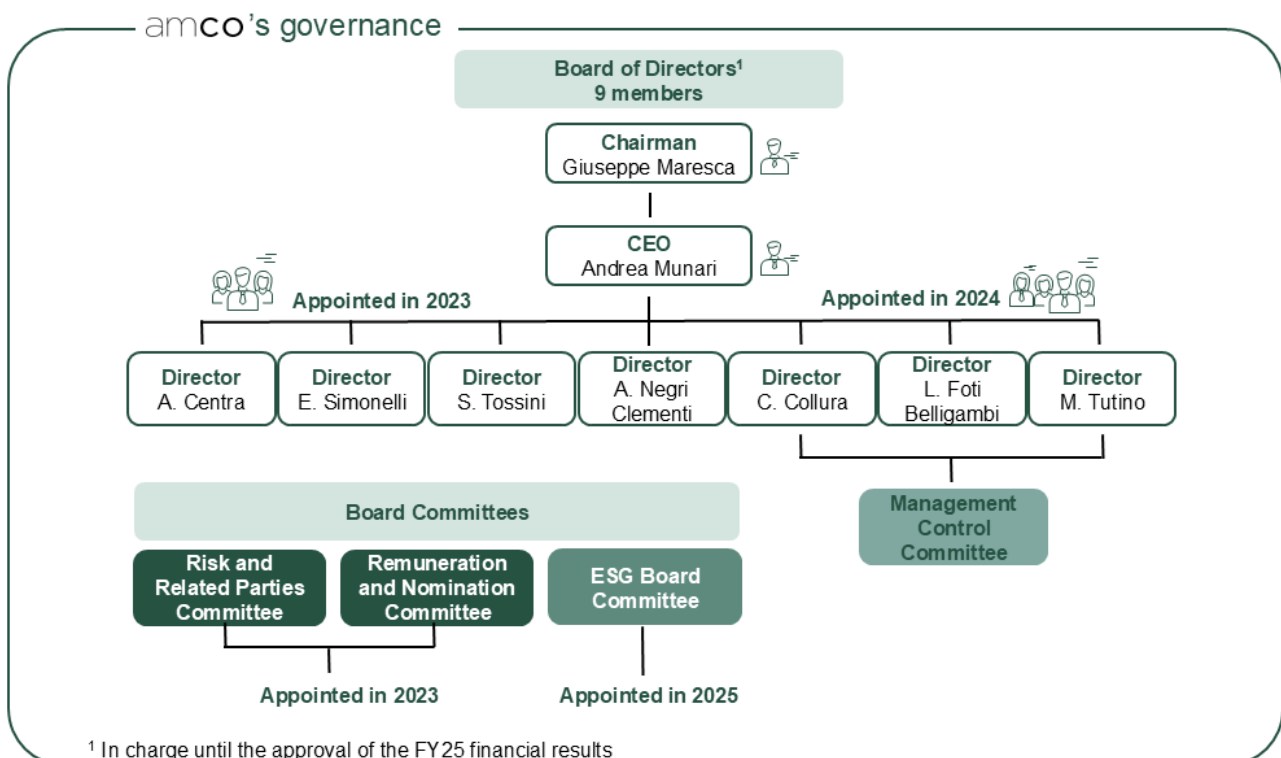 amco's governance
Board of Directors¹
9 members
Chairman
Giuseppe Maresca
CEO
Andrea Munari
Appointed in 2023
Appointed in 2024
Director
A. Centra
Director
E. Simonelli
Director
S. Tossini
Director
A. Negri
Clementi
Director
C. Collura
Director
L. Foti
Belligambi
Director
M. Tutino
Management
Control
Committee
Board Committees
Risk and
Related Parties
Committee
Remuneration
and Nomination
Committee
ESG Board
Committee
Appointed in 2023
Appointed in 2025
¹ In charge until the approval of the FY25 financial results